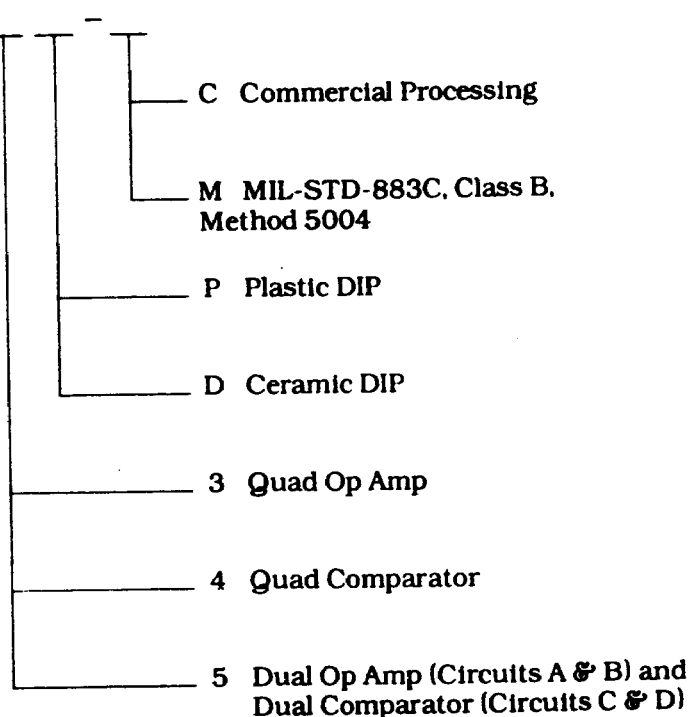 –
C Commercial Processing
M MIL-STD-883C, Class B,
Method 5004
P Plastic DIP
D Ceramic DIP
3 Quad Op Amp
4 Quad Comparator
5 Dual Op Amp (Circuits A & B) and
Dual Comparator (Circuits C & D)